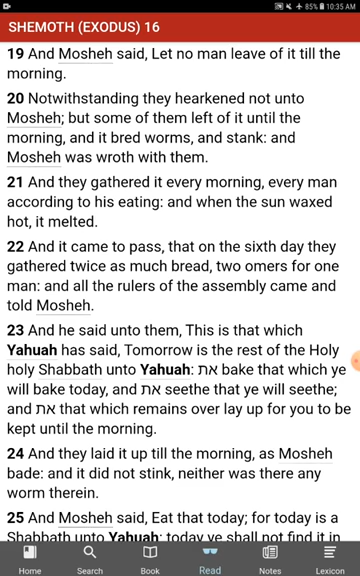 85% 10:35 AM
SHEMOTH (EXODUS) 16
19 And Mosheh said, Let no man leave of it till the
morning.
20 Notwithstanding they hearkened not unto
Mosheh; but some of them left of it until the
morning, and it bred worms, and stank: and
Mosheh was wroth with them.
21 And they gathered it every morning, every man
according to his eating: and when the sun waxed
hot, it melted.
22 And it came to pass, that on the sixth day they
gathered twice as much bread, two omers for one
man: and all the rulers of the assembly came and
told Mosheh.
23 And he said unto them, This is that which
Yahuah has said, Tomorrow is the rest of the Holy
holy Shabbath unto Yahuah: את bake that which ye
will bake today, and את seethe that ye will seethe;
and את that which remains over lay up for you to be
kept until the morning.
24 And they laid it up till the morning, as Mosheh
bade: and it did not stink, neither was there any
worm therein.
25 And Mosheh said, Eat that today; for today is a
Shabbath unto Yahuah: today ye shall not find it in
Home Search Book Read Notes Lexicon